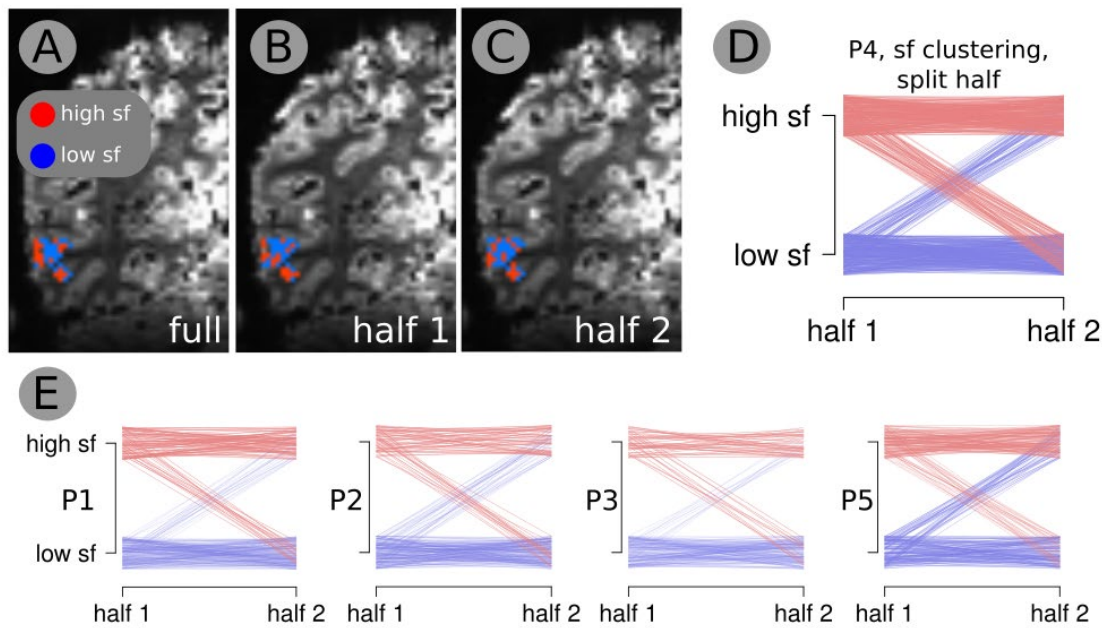 A
high sf
low sf
full
B
half 1
C
half 2
D
P4, sf clustering,
split half
high sf
low sf
half 1
half 2
E
high sf
P1
low sf
half 1
half 2
P2
half 1
half 2
P3
half 1
half 2
P5
half 1
half 2